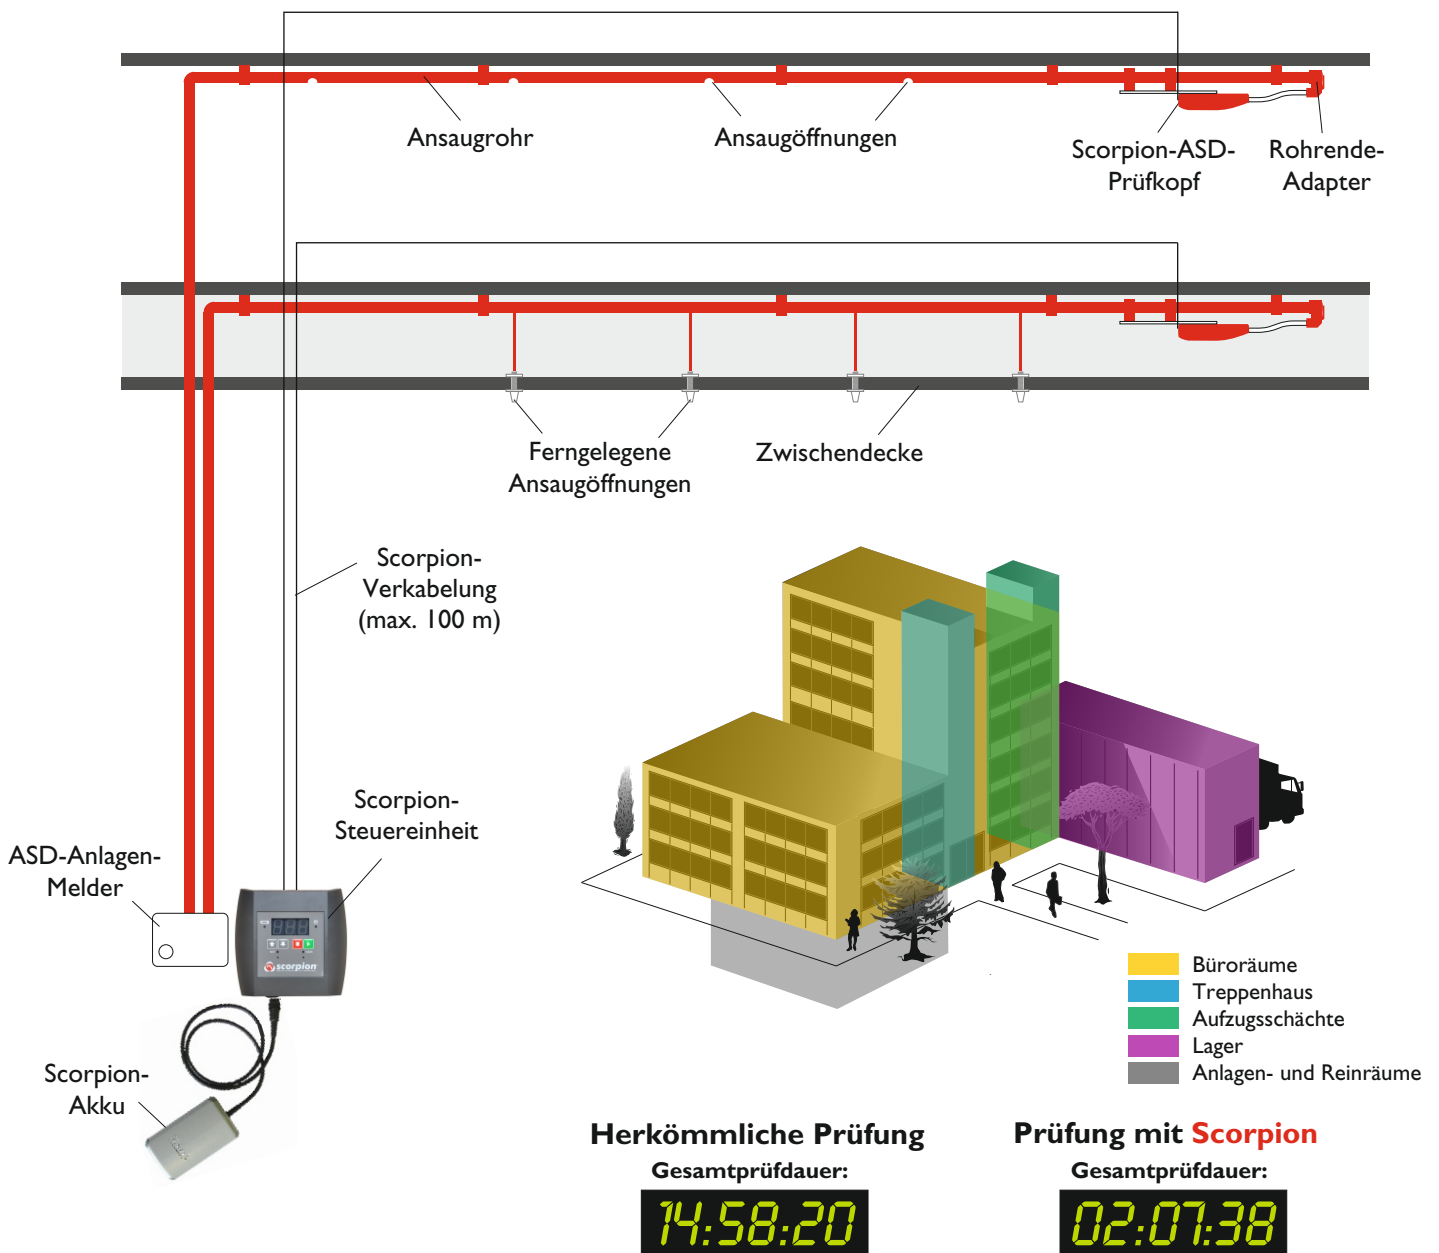 Ansaugrohr
Ansaugöffnungen
Scorpion-ASD-
Prüfkopf
Rohrende-
Adapter
Ferngelegene
Ansaugöffnungen
Zwischendecke
Scorpion-
Verkabelung
(max. 100 m)
Scorpion-
Steuereinheit
ASD-Anlagen-
Melder
scorpion
Scorpion-
Akku
Büroräume
Treppenhaus
Aufzugsschächte
Lager
Anlagen- und Reinräume
Herkömmliche Prüfung
Gesamtprüfdauer:
14:58:20
Prüfung mit Scorpion
Gesamtprüfdauer:
02:07:38